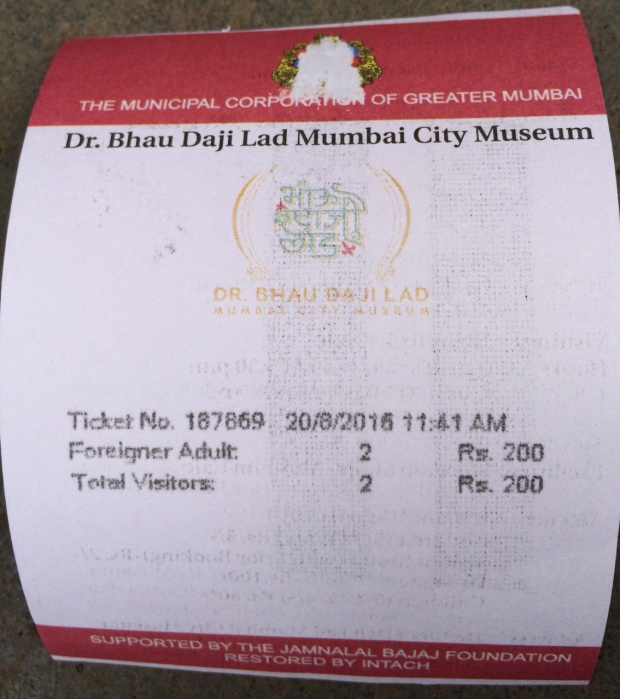 THE MUNICIPAL CORPORATION OF GREATER MUMBAI
Dr. Bhau Daji Lad Mumbai City Museum
भाऊ
दाजी
लाड
DR. BHAU DAJI LAD
MUMBAI CITY MUSEUM
Ticket No. 187869 20/8/2016 11:41 AM
Foreigner Adult: 2 Rs. 200
Total Visitors: 2 Rs. 200
SUPPORTED BY THE JAMNALAL BAJAJ FOUNDATION
RESTORED BY INTACH